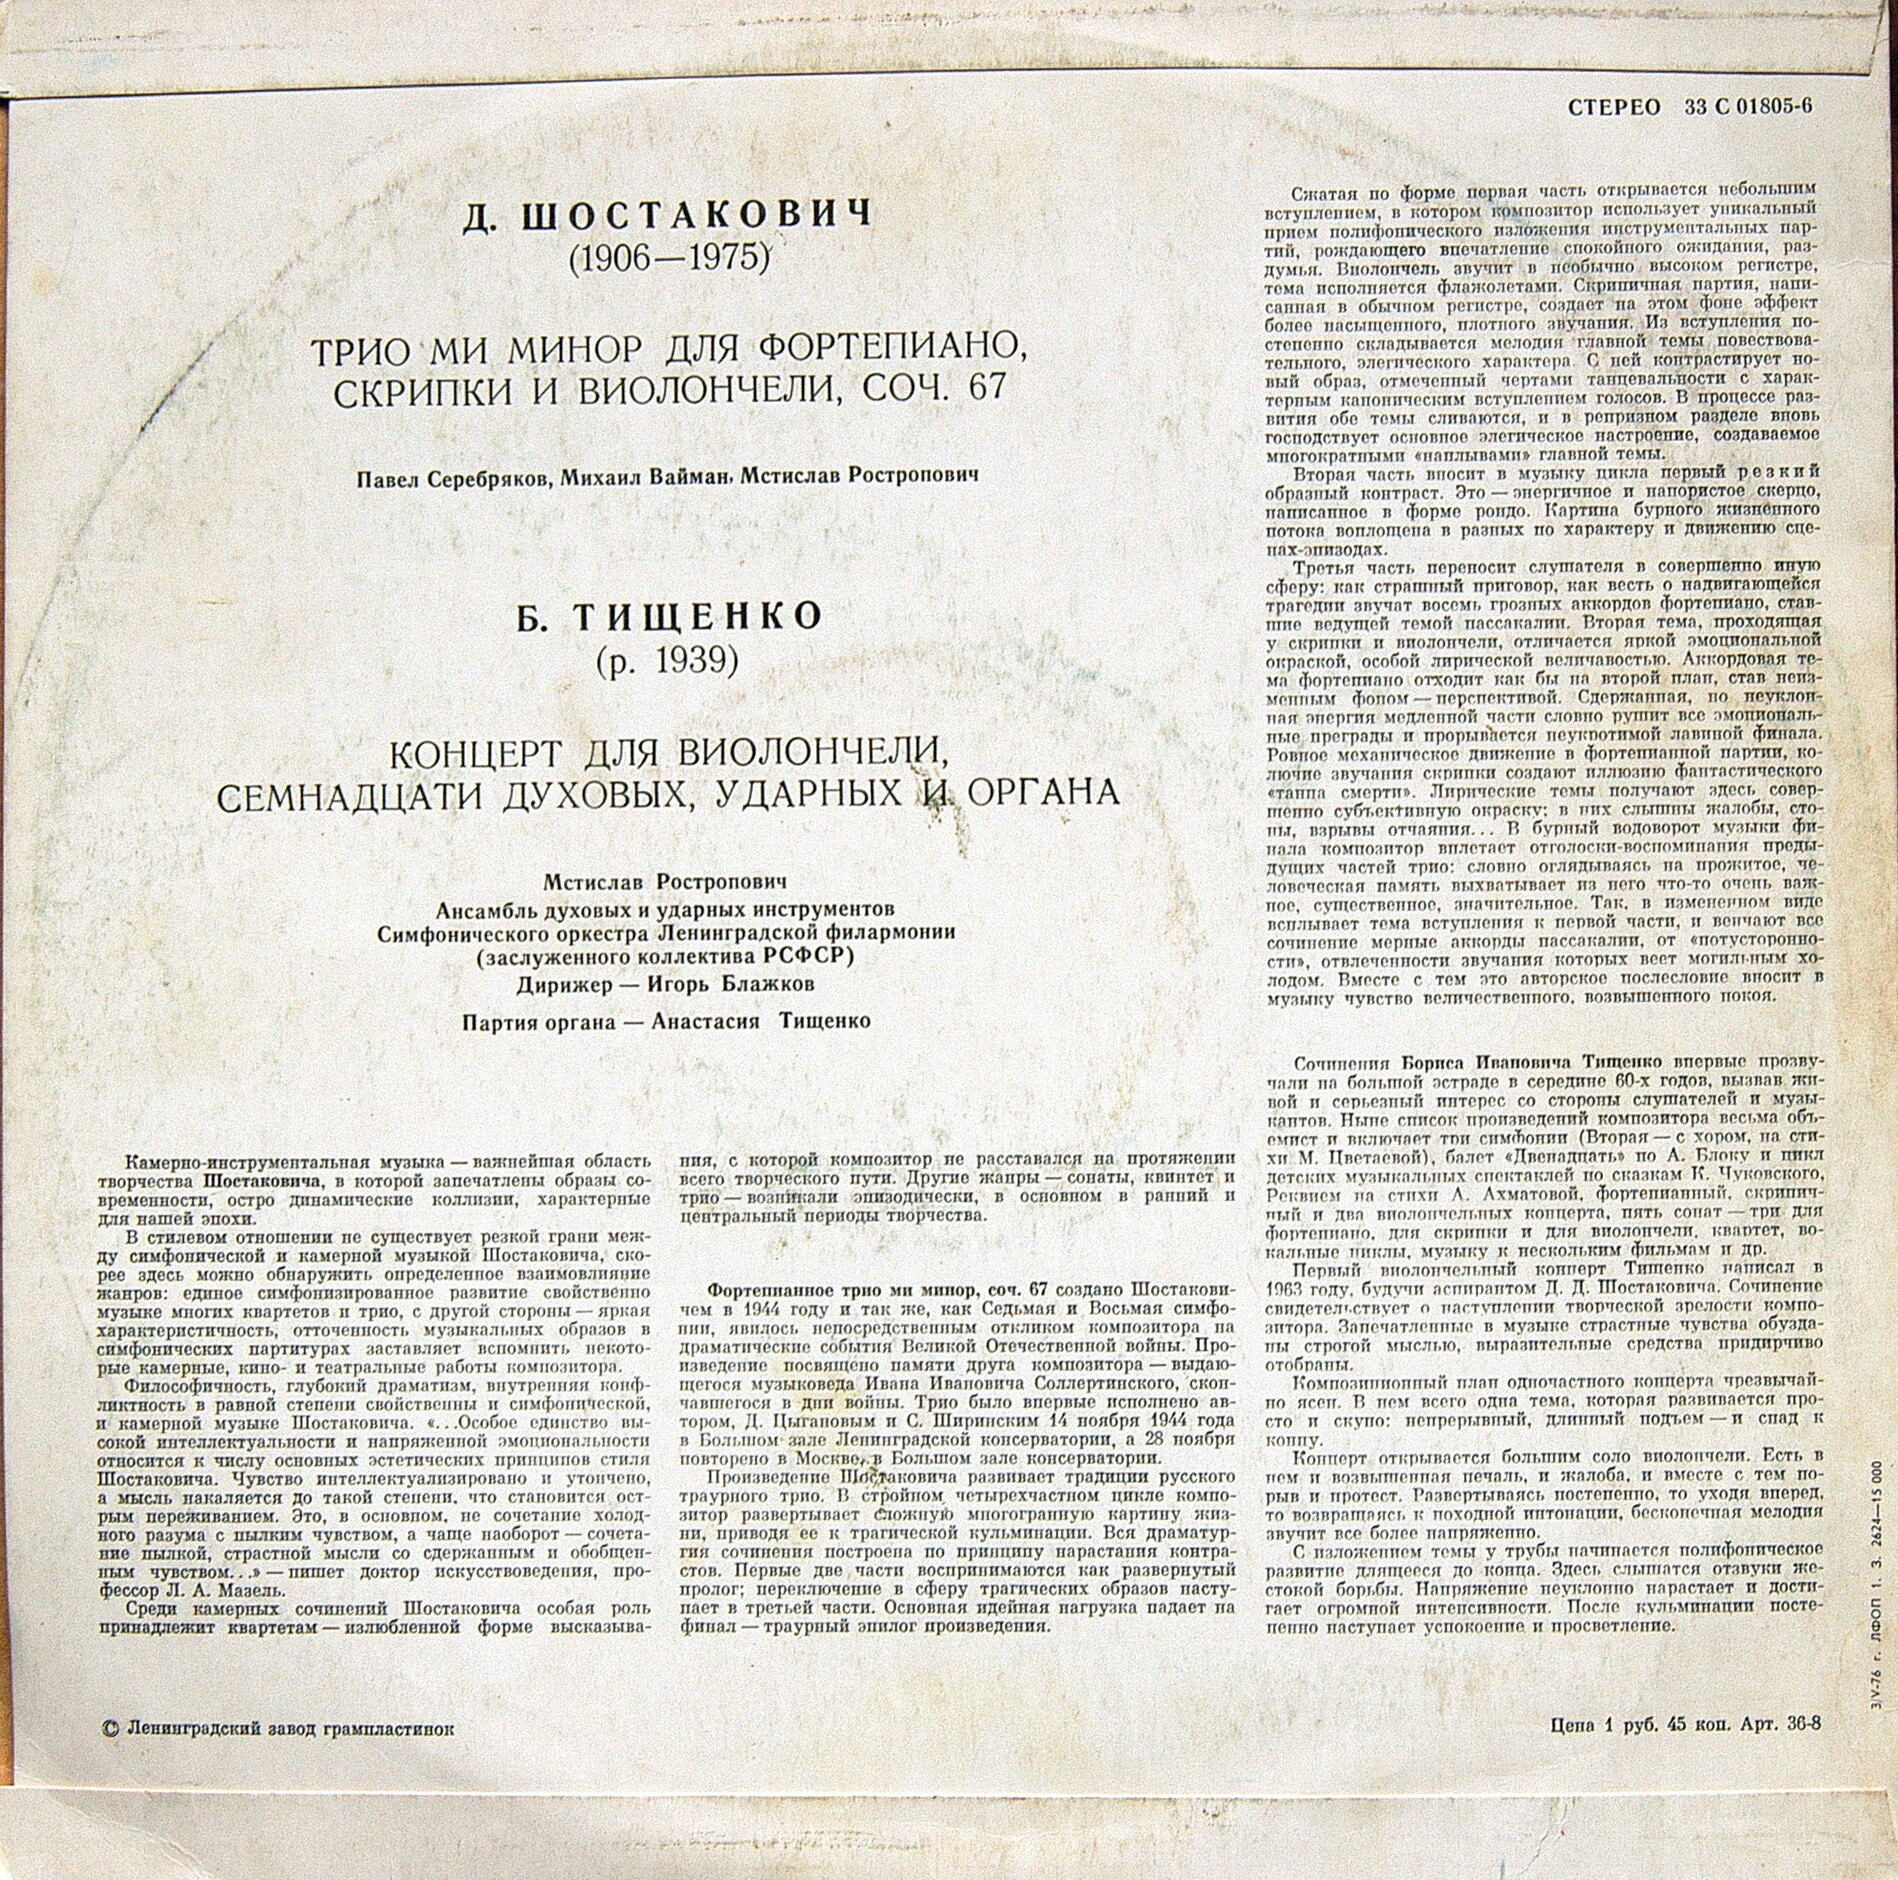 СТЕРЕО 33 С 01805-6
Д. ШОСТАКОВИЧ
(1906—1975)
ТРИО МИ МИНОР ДЛЯ ФОРТЕПИАНО,
СКРИПКИ И ВИОЛОНЧЕЛИ, СОЧ. 67
Павел Серебряков, Михаил Вайман, Мстислав Ростропович
Б. ТИЩЕНКО
(р. 1939)
КОНЦЕРТ ДЛЯ ВИОЛОНЧЕЛИ,
СЕМНАДЦАТИ ДУХОВЫХ, УДАРНЫХ И ОРГАНА
Мстислав Ростропович
Ансамбль духовых и ударных инструментов
Симфонического оркестра Ленинградской филармонии
(заслуженного коллектива РСФСР)
Дирижер — Игорь Блажков
Партия органа — Анастасия Тищенко
Камерно-инструментальная музыка — важнейшая область
творчества Шостаковича, в которой запечатлены образы со-
временности, остро динамические коллизии, характерные
для нашей эпохи.
В стилевом отношении не существует резкой грани меж-
ду симфонической и камерной музыкой Шостаковича, ско-
рее здесь можно обнаружить определенное взаимовлияние
жанров: единое симфонизированное развитие свойственно
музыке многих квартетов и трио, с другой стороны — яркая
характеристичность, отточенность музыкальных образов в
симфонических партитурах заставляет вспомнить некото-
рые камерные, кино- и театральные работы композитора.
Философичность, глубокий драматизм, внутренняя конф-
ликтность в равной степени свойственны и симфонической,
и камерной музыке Шостаковича. «...Особое единство вы-
сокой интеллектуальности и напряженной эмоциональности
относится к числу основных эстетических принципов стиля
Шостаковича. Чувство интеллектуализировано и утончено,
а мысль накаляется до такой степени, что становится ост-
рым переживанием. Это, в основном, не сочетание холод-
ного разума с пылким чувством, а чаще наоборот — сочета-
ние пылкой, страстной мысли со сдержанным и обобщен-
ным чувством...» — пишет доктор искусствоведения, про-
фессор Л. А. Мазель.
Среди камерных сочинений Шостаковича особая роль
принадлежит квартетам — излюбленной форме высказыва-
ния, с которой композитор не расставался на протяжении
всего творческого пути. Другие жанры — сонаты, квинтет и
трио — возникали эпизодически, в основном в ранний и
центральный периоды творчества.
Фортепианное трио ми минор, соч. 67 создано Шостакови-
чем в 1944 году и так же, как Седьмая и Восьмая симфо-
нии, явилось непосредственным откликом композитора на
драматические события Великой Отечественной войны. Про-
изведение посвящено памяти друга композитора — выдаю-
щегося музыковеда Ивана Ивановича Соллертинского, скон-
чавшегося в дни войны. Трио было впервые исполнено ав-
тором, Д. Цыгановым и С. Ширинским 14 ноября 1944 года
в Большом зале Ленинградской консерватории, а 28 ноября
повторено в Москве, в Большом зале консерватории.
Произведение Шостаковича развивает традиции русского
траурного трио. В стройном четырехчастном цикле компо-
зитор развертывает сложную многогранную картину жиз-
ни, приводя ее к трагической кульминации. Вся драматур-
гия сочинения построена по принципу нарастания контра-
стов. Первые две части воспринимаются как развернутый
пролог; переключение в сферу трагических образов насту-
пает в третьей части. Основная идейная нагрузка падает на
финал — траурный эпилог произведения.
Сжатая по форме первая часть открывается небольшим
вступлением, в котором композитор использует уникальный
прием полифонического изложения инструментальных пар-
тий, рождающего впечатление спокойного ожидания, раз-
думья. Виолончель звучит в необычно высоком регистре,
тема исполняется флажолетами. Скрипичная партия, напи-
санная в обычном регистре, создает на этом фоне эффект
более насыщенного, плотного звучания. Из вступления по-
степенно складывается мелодия главной темы повествова-
тельного, элегического характера. С ней контрастирует но-
вый образ, отмеченный чертами танцевальности с харак-
терным каноническим вступлением голосов. В процессе раз-
вития обе темы сливаются, и в репризном разделе вновь
господствует основное элегическое настроение, создаваемое
многократными «наплывами» главной темы.
Вторая часть вносит в музыку цикла первый резкий
образный контраст. Это — энергичное и напористое скерцо,
написанное в форме рондо. Картина бурного жизненного
потока воплощена в разных по характеру и движению сце-
нах-эпизодах.
Третья часть переносит слушателя в совершенно иную
сферу: как страшный приговор, как весть о надвигающейся
трагедии звучат восемь грозных аккордов фортепиано, став-
шие ведущей темой пассакалии. Вторая тема, проходящая
у скрипки и виолончели, отличается яркой эмоциональной
окраской, особой лирической величавостью. Аккордовая те-
ма фортепиано отходит как бы на второй план, став неиз-
менным фоном — перспективой. Сдержанная, но неуклон-
ная энергия медленной части словно рушит все эмоциональ-
ные преграды и прорывается неукротимой лавиной финала.
Ровное механическое движение в фортепианной партии, ко-
лючие звучания скрипки создают иллюзию фантастического
«танца смерти». Лирические темы получают здесь совер-
шенно субъективную окраску; в них слышны жалобы, сто-
ны, взрывы отчаяния... В бурный водоворот музыки фи-
нала композитор вплетает отголоски-воспоминания преды-
дущих частей трио: словно оглядываясь на прожитое, че-
ловеческая память выхватывает из него что-то очень важ-
ное, существенное, значительное. Так, в измененном виде
всплывает тема вступления к первой части, и венчают все
сочинение мерные аккорды пассакалии, от «потусторонно-
сти», отвлеченности звучания которых веет могильным хо-
лодом. Вместе с тем это авторское послесловие вносит в
музыку чувство величественного, возвышенного покоя.
Сочинения Бориса Ивановича Тищенко впервые прозву-
чали на большой эстраде в середине 60-х годов, вызвав жи-
вой и серьезный интерес со стороны слушателей и музы-
кантов. Ныне список произведений композитора весьма объ-
емист и включает три симфонии (Вторая — с хором, на сти-
хи М. Цветаевой), балет «Двенадцать» по А. Блоку и цикл
детских музыкальных спектаклей по сказкам К. Чуковского,
Реквием на стихи А. Ахматовой, фортепианный, скрипич-
ный и два виолончельных концерта, пять сонат — три для
фортепиано, для скрипки и для виолончели, квартет, во-
кальные циклы, музыку к нескольким фильмам и др.
Первый виолончельный концерт Тищенко написал в
1963 году, будучи аспирантом Д. Д. Шостаковича. Сочинение
свидетельствует о наступлении творческой зрелости компо-
зитора. Запечатленные в музыке страстные чувства обузда-
ны строгой мыслью, выразительные средства придирчиво
отобраны.
Композиционный план одночастного концерта чрезвычай-
но ясен. В нем всего одна тема, которая развивается про-
сто и скупо: непрерывный, длинный подъем — и спад к
концу.
Концерт открывается большим соло виолончели. Есть в
нем и возвышенная печаль, и жалоба, и вместе с тем по-
рыв и протест. Развертываясь постепенно, то уходя вперед,
то возвращаясь к исходной интонации, бесконечная мелодия
звучит все более напряженно.
С изложением темы у трубы начинается полифоническое
развитие длящееся до конца. Здесь слышатся отзвуки же-
стокой борьбы. Напряжение неуклонно нарастает и дости-
гает огромной интенсивности. После кульминации посте-
пенно наступает успокоение и просветление.
© Ленинградский завод грампластинок
Цена 1 руб. 45 коп. Арт. 36-8
3/V-76 г. ЛФОП 1. З. 2624—15 000